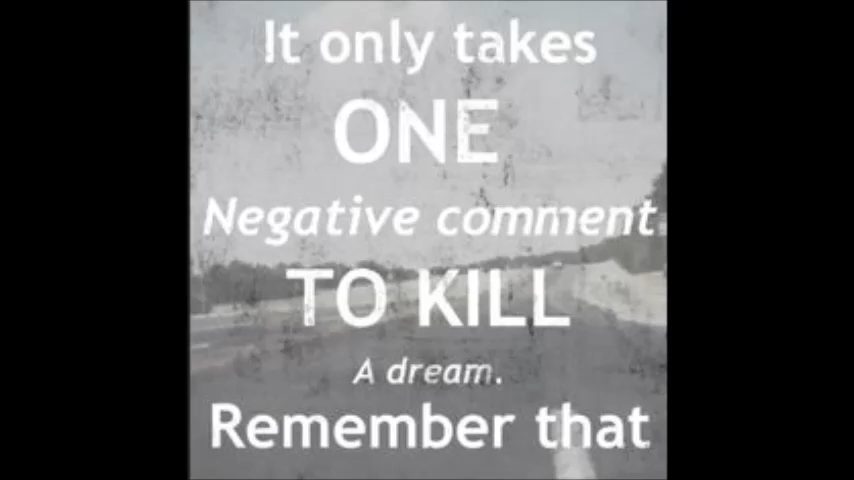 It only takes
ONE
Negative comment
TO KILL
A dream.
Remember that